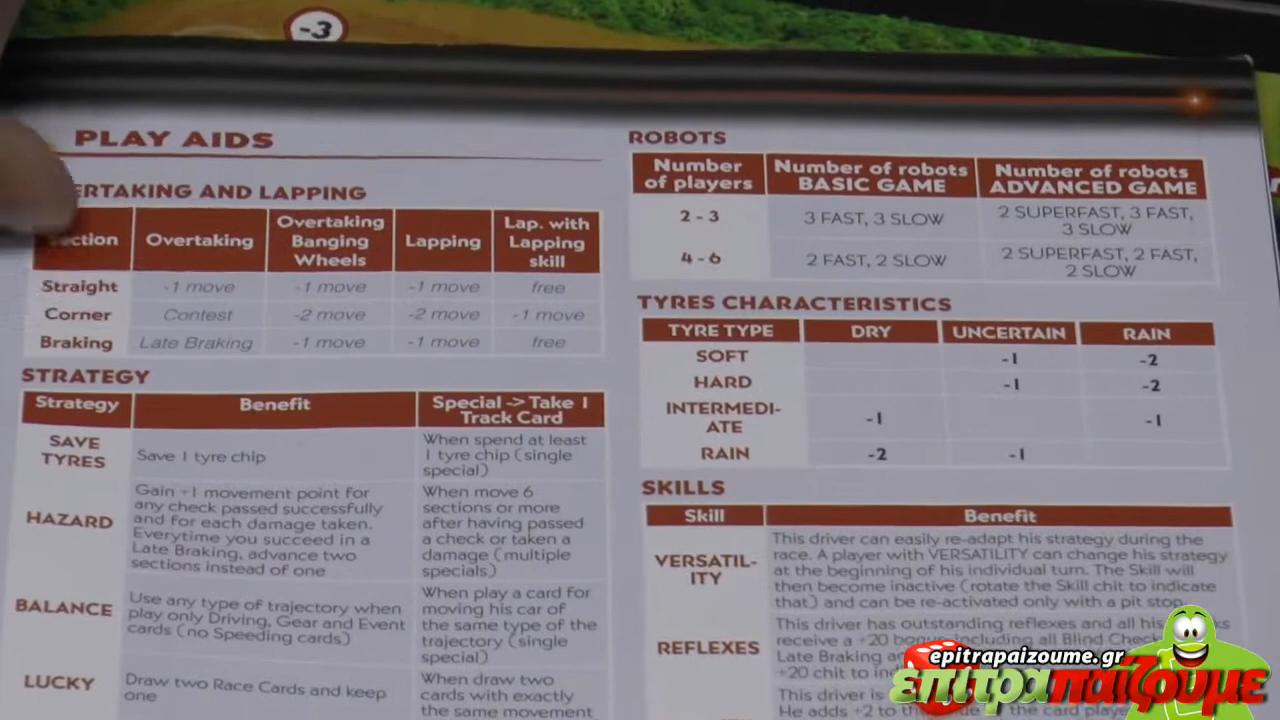 -3
PLAY AIDS
ERTAKING AND LAPPING
Overtaking
Overtaking Banging Wheels
Lapping
Lap. with Lapping skill
Straight -1 move -1 move -1 move free
Corner Contest -2 move -2 move -1 move
Braking Late Braking -1 move -1 move free
STRATEGY
Strategy
Benefit
Special -> Take 1
Track Card
SAVE
TYRES
Save 1 tyre chip
When spend at least
1 tyre chip (single
special)
HAZARD
Gain +1 movement point for
any check passed successfully
and for each damage taken.
Everytime you succeed in a
Late Braking, advance two
sections instead of one
When move 6
sections or more
after having passed
a check or taken a
damage (multiple
specials)
BALANCE
Use any type of trajectory when
play only Driving, Gear and Event
cards (no Speeding cards)
When play a card for
moving his car of
the same type of the
trajectory (single
special)
LUCKY
Draw two Race Cards and keep
one
When draw two
cards with exactly
the same movement
ROBOTS
Number
of players
Number of robots
BASIC GAME
Number of robots
ADVANCED GAME
2 - 3
3 FAST, 3 SLOW
2 SUPERFAST, 3 FAST,
3 SLOW
4 - 6
2 FAST, 2 SLOW
2 SUPERFAST, 2 FAST,
2 SLOW
TYRES CHARACTERISTICS
TYRE TYPE DRY UNCERTAIN RAIN
SOFT -1 -2
HARD -1 -2
INTERMEDI-
ATE
-1 -1
RAIN -2 -1
SKILLS
Skill Benefit
VERSATIL-
ITY
This driver can easily re-adapt his strategy during the
race. A player with VERSATILITY can change his strategy
at the beginning of his individual turn. The Skill will
then become inactive (rotate the Skill chit to indicate
that) and can be re-activated only with a pit stop
REFLEXES
This driver has outstanding reflexes and all his
receive a +20 bonus, including all Blind
Late Braking
+20 chit to
This driver is
He adds +2 to the of the card
epitrapaizoume.gr
επιτραπαίζουμε